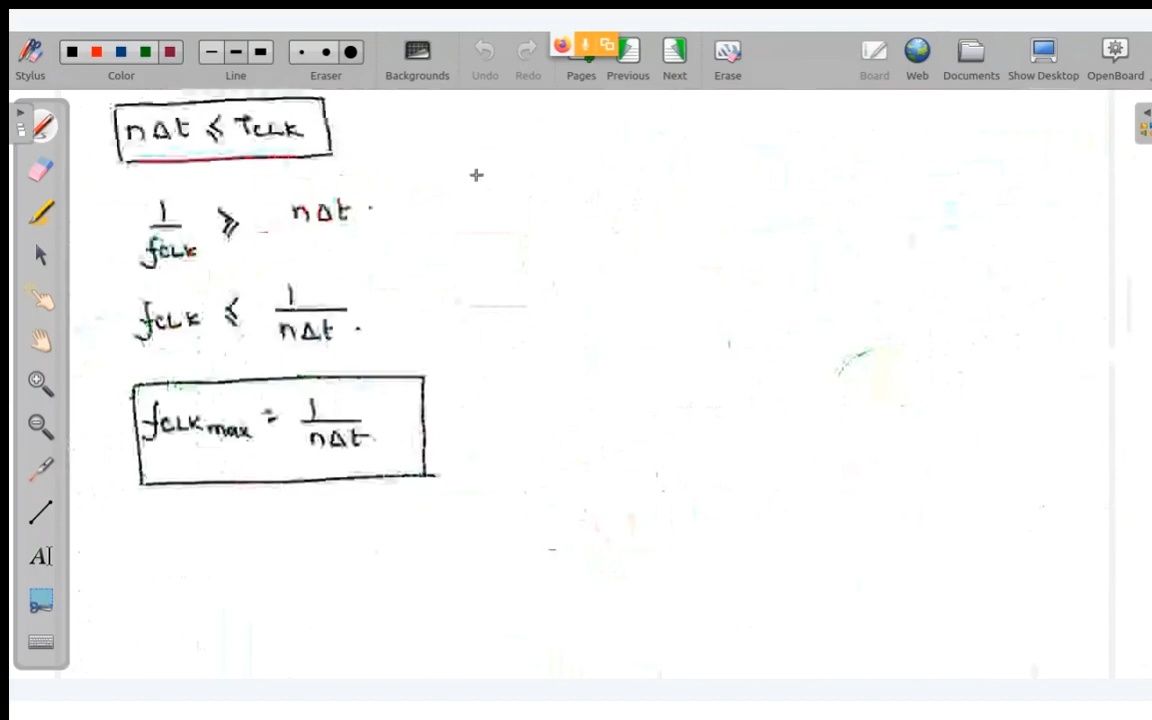 Stylus Color Line Eraser Backgrounds Undo Redo Pages Previous Next Erase Board Web Documents Show Desktop OpenBoard
nΔt ≤ TCLK
1/fCLK ≥ nΔt.
fCLK ≤ 1/nΔt.
fCLKmax = 1/nΔt.